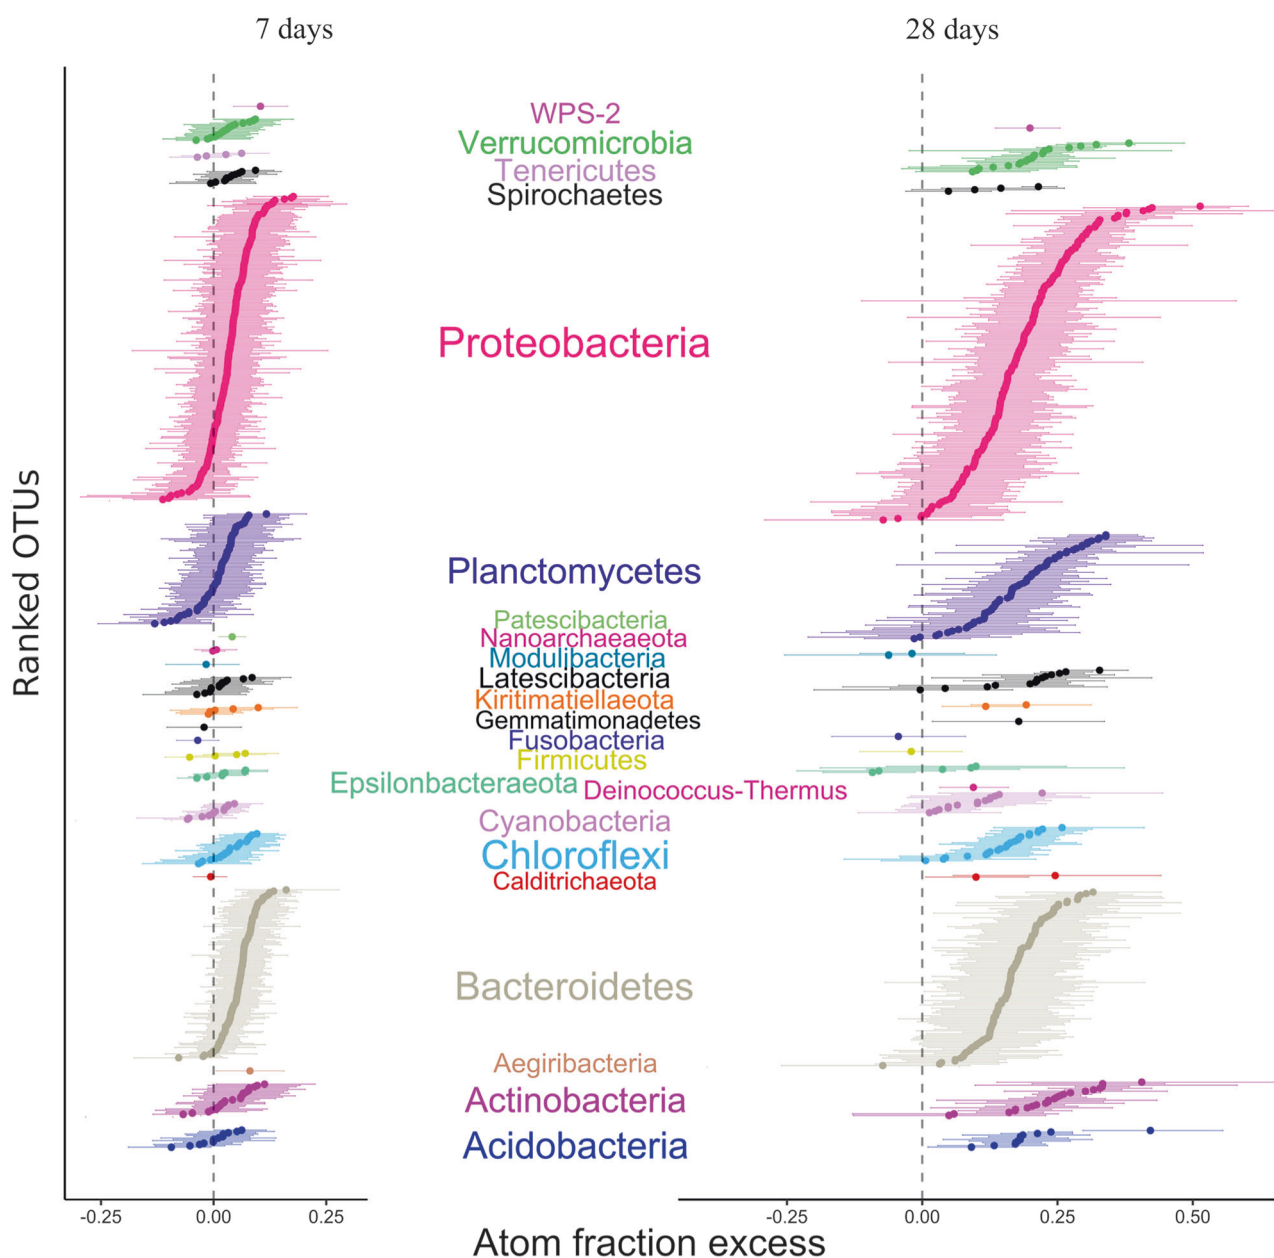 7 days
28 days
WPS-2
Verrucomicrobia
Tenericutes
Spirochaetes
Proteobacteria
Ranked OTUs
Planctomycetes
Patescibacteria
Nanoarchaeaeota
Modulibacteria
Latescibacteria
Kiritimatiellaeota
Gemmatimonadetes
Fusobacteria
Firmicutes
Epsilonbacteraeota
Deinococcus-Thermus
Cyanobacteria
Chloroflexi
Calditrichaeota
Bacteroidetes
Aegiribacteria
Actinobacteria
Acidobacteria
-0.25 0.00 0.25
-0.25 0.00 0.25 0.50
Atom fraction excess